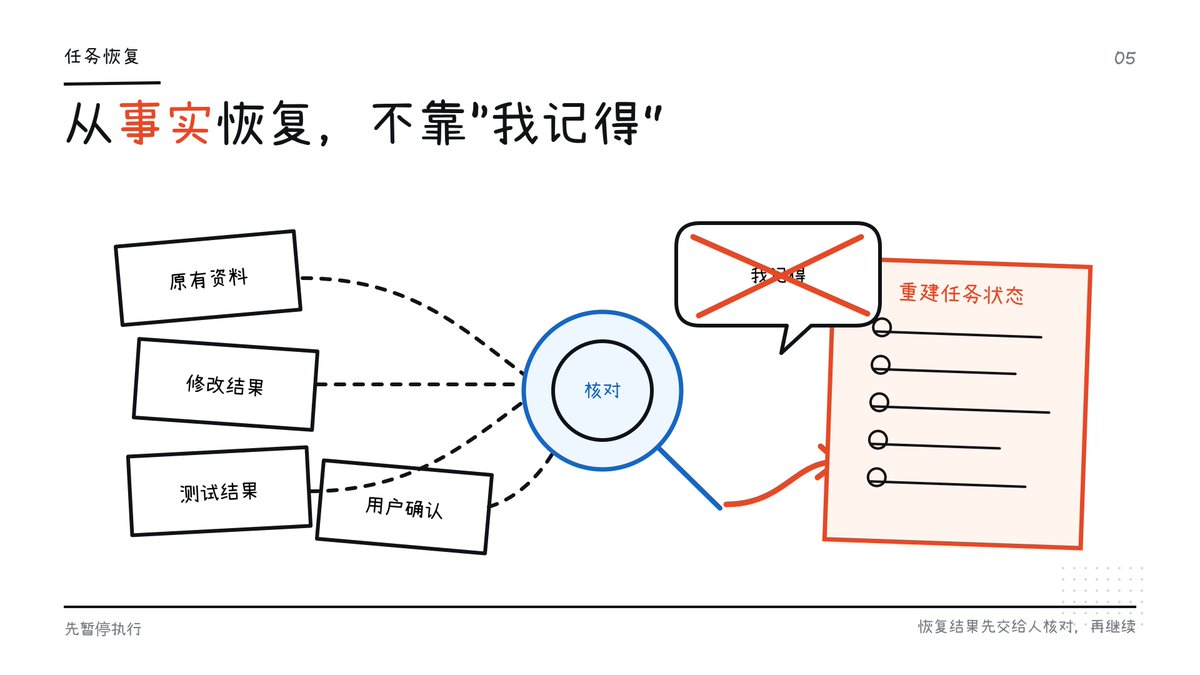 任务恢复
05
从事实恢复，不靠"我记得"
原有资料
修改结果
测试结果
用户确认
核对
我记得
重建任务状态
先暂停执行
恢复结果先交给人核对，再继续